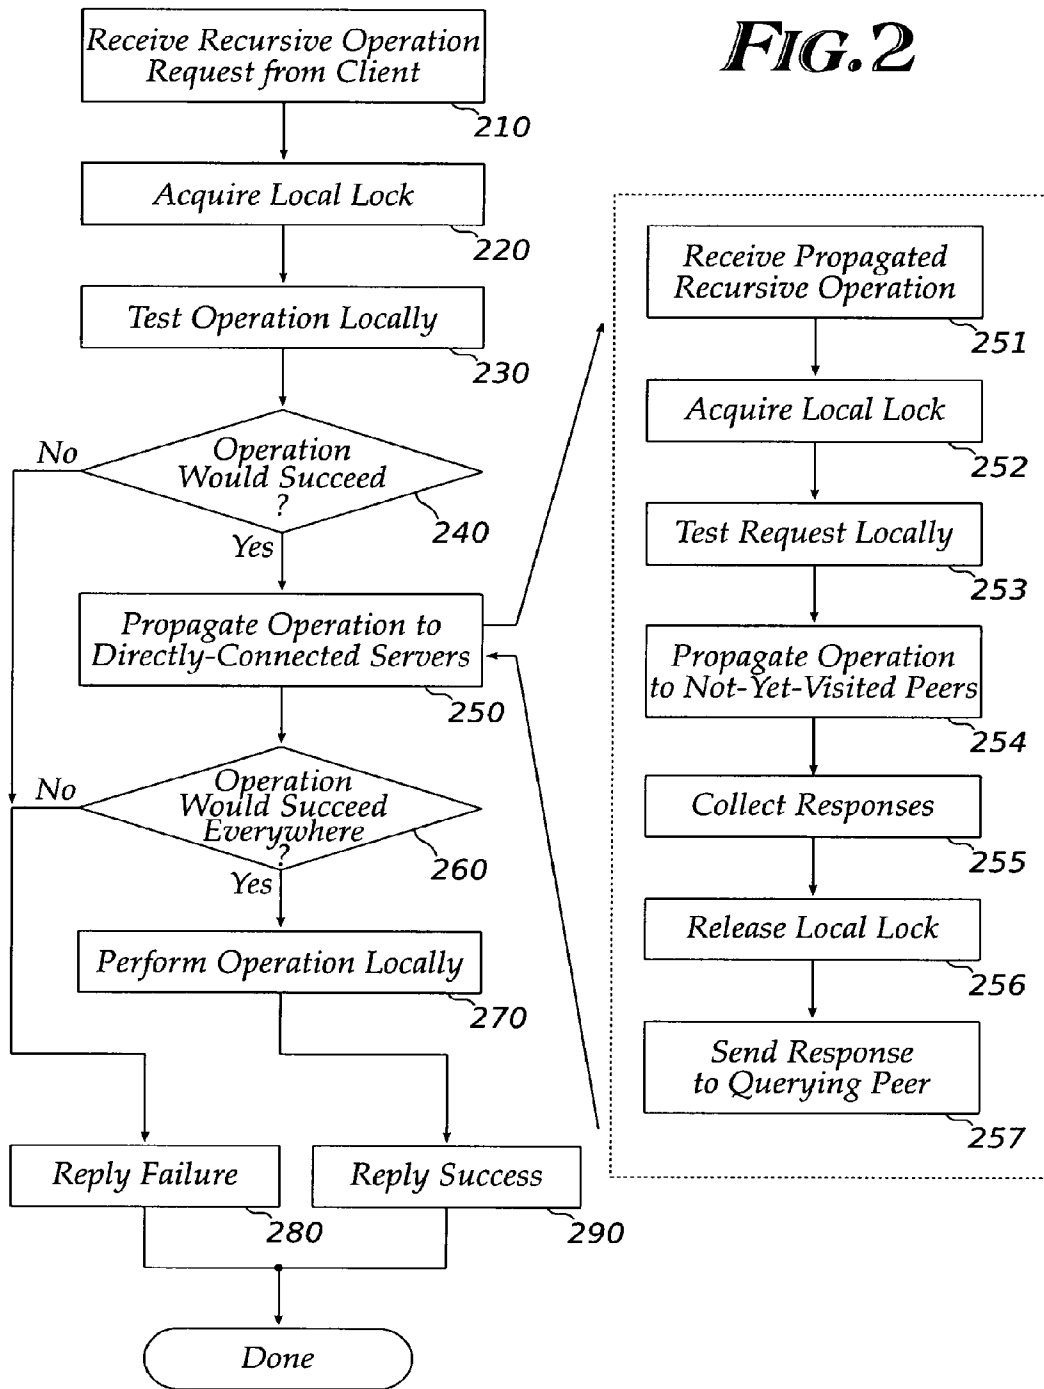 FIG.2
Receive Recursive Operation
Request from Client
210
Acquire Local Lock
220
Test Operation Locally
230
Operation
Would Succeed
?
240
No
Yes
Propagate Operation to
Directly-Connected Servers
250
Operation
Would Succeed
Everywhere
?
260
No
Yes
Perform Operation Locally
270
Reply Failure
280
Reply Success
290
Done
Receive Propagated
Recursive Operation
251
Acquire Local Lock
252
Test Request Locally
253
Propagate Operation
to Not-Yet-Visited Peers
254
Collect Responses
255
Release Local Lock
256
Send Response
to Querying Peer
257